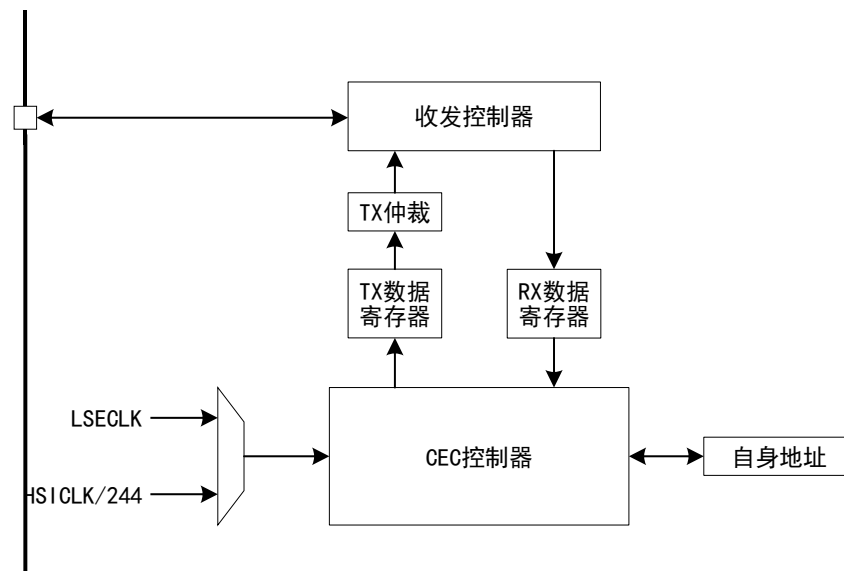 收发控制器
TX仲裁
TX数据
寄存器
RX数据
寄存器
LSECLK
HSICLK/244
CEC控制器
自身地址